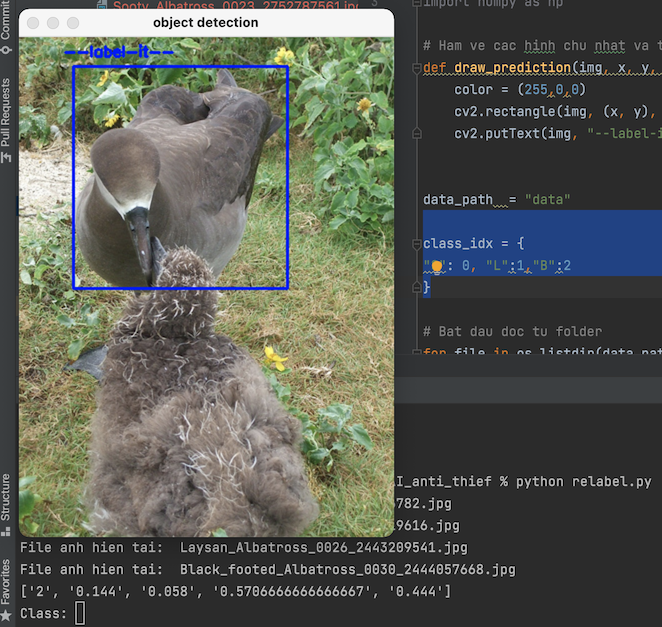 Commit
Pull Requests
Structure
Favorites
Sooty_Albatross_0023_2752787561.jpg
3
object detection
--label-it--
import numpy as np
# Ham ve cac hinh chu nhat va t
def draw_prediction(img, x, y,
color = (255,0,0)
cv2.rectangle(img, (x, y),
cv2.putText(img, "--label-i
data_path = "data"
class_idx = {
": 0, "L":1,"B":2
}
# Bat dau doc tu folder
for file in os.listdir(data_pat
AI_anti_thief % python relabel.py
782.jpg
9616.jpg
File anh hien tai: Laysan_Albatross_0026_2443209541.jpg
File anh hien tai: Black_footed_Albatross_0030_2444057668.jpg
['2', '0.144', '0.058', '0.5706666666666667', '0.444']
Class: